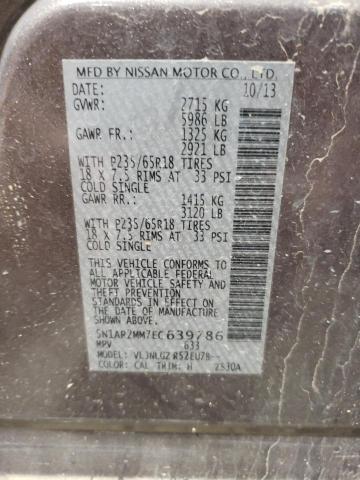 MFD BY NISSAN MOTOR CO., LTD.
DATE: 10/13
GVWR: 2715 KG
5986 LB
GAWR FR.: 1325 KG
2921 LB
WITH P235/65R18 TIRES
18 X 7.5 RIMS AT 33 PSI
COLD SINGLE
GAWR RR.: 1415 KG
3120 LB
WITH P235/65R18 TIRES
18 X 7.5 RIMS AT 33 PSI
COLD SINGLE
THIS VEHICLE CONFORMS TO
ALL APPLICABLE FEDERAL
MOTOR VEHICLE SAFETY AND
THEFT PREVENTION
STANDARDS IN EFFECT ON THE
DATE OF MANUFACTURE
SHOWN ABOVE.
5N1AR2MM7EC639786
MPV 633
MODEL: VL3NLGZ R52EU7B
COLOR: CAL TRIM: H 2330A